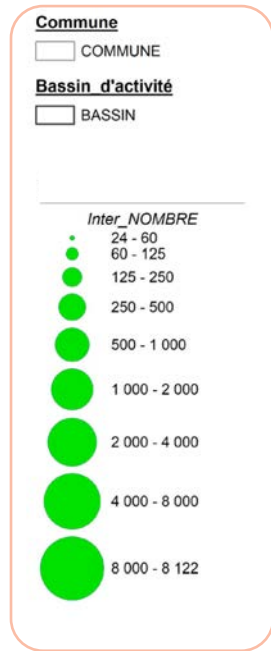 Commune
COMMUNE
Bassin_d'activité
BASSIN
Inter_NOMBRE
24 - 60
60 - 125
125 - 250
250 - 500
500 - 1 000
1 000 - 2 000
2 000 - 4 000
4 000 - 8 000
8 000 - 8 122